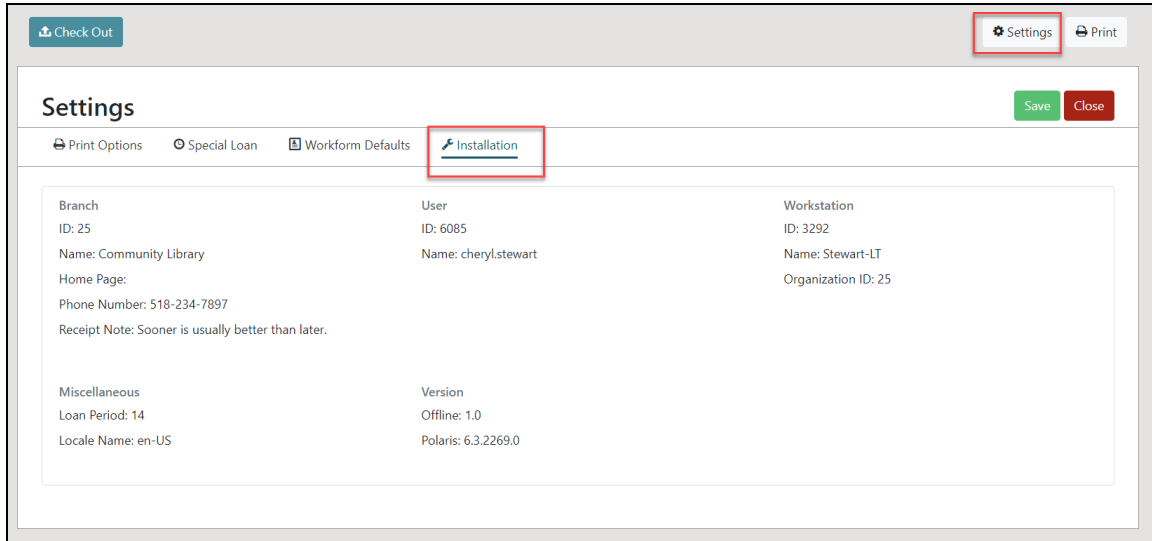 Check Out
Settings Print
Settings
Save Close
Print Options Special Loan Workform Defaults Installation
Branch
ID: 25
Name: Community Library
Home Page:
Phone Number: 518-234-7897
Receipt Note: Sooner is usually better than later.
User
ID: 6085
Name: cheryl.stewart
Workstation
ID: 3292
Name: Stewart-LT
Organization ID: 25
Miscellaneous
Loan Period: 14
Locale Name: en-US
Version
Offline: 1.0
Polaris: 6.3.2269.0